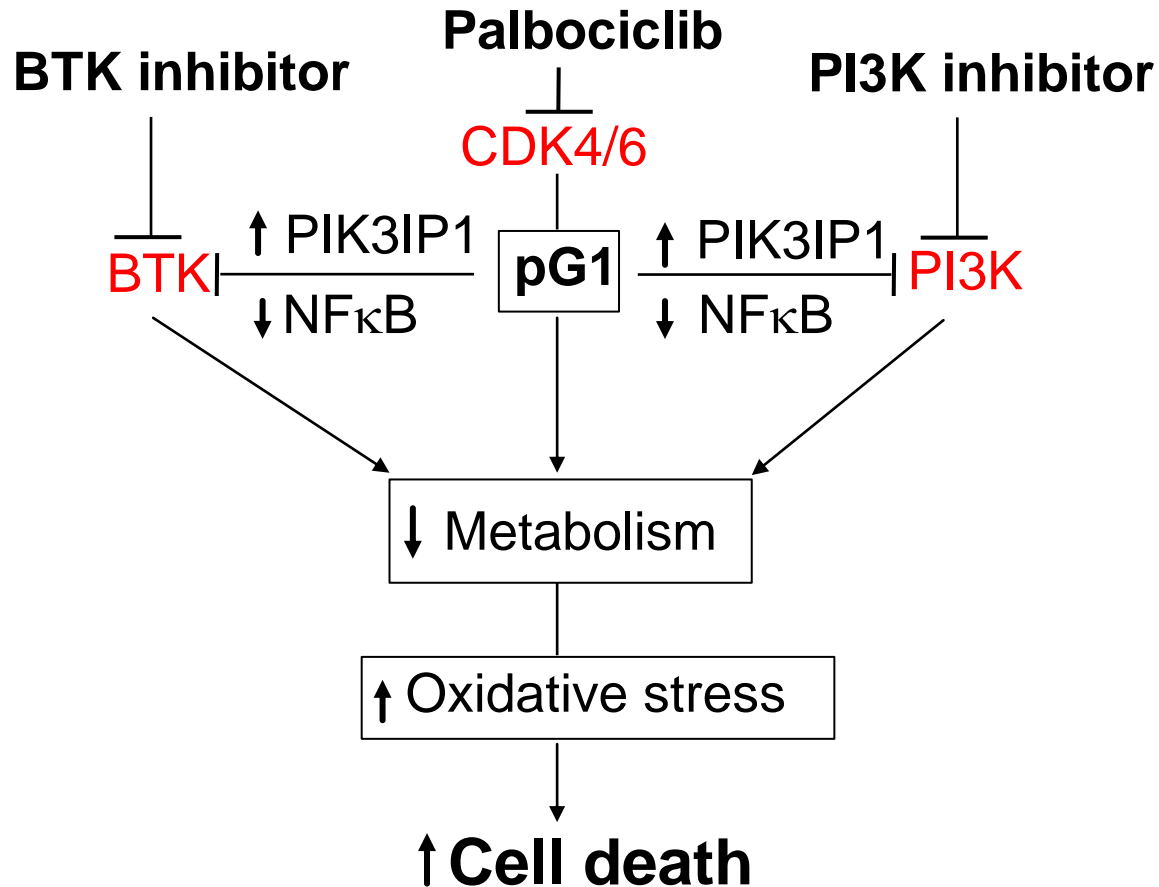 Palbociclib
BTK inhibitor
PI3K inhibitor
CDK4/6
↑ PIK3IP1
↑ PIK3IP1
BTK
pG1
PI3K
↓ NFκB
↓ NFκB
↓ Metabolism
↑ Oxidative stress
↑ Cell death